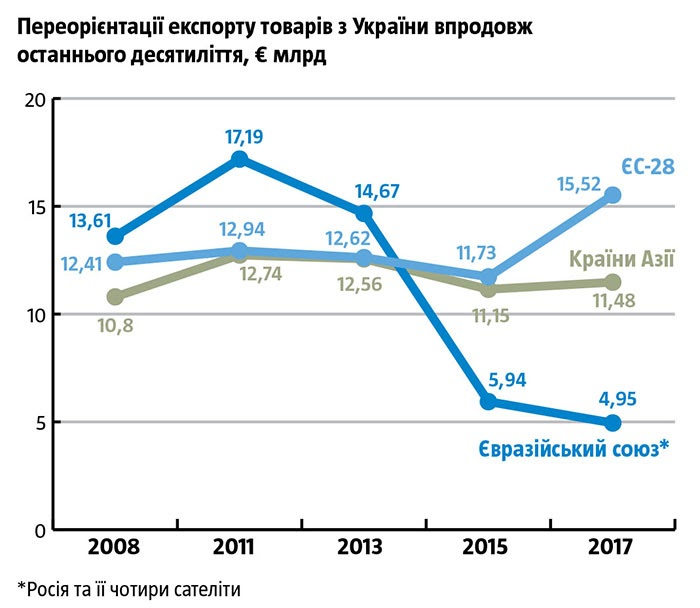 Переорієнтації експорту товарів з України впродовж
останнього десятиліття, € млрд
20
17,19
ЄС-28
15,52
14,67
15
13,61
12,94
12,62
12,41
11,73
Країни Азії
12,74
12,56
10,8
11,15
11,48
10
5,94
4,95
5
Євразійський союз*
0
2008 2011 2013 2015 2017
*Росія та її чотири сателіти